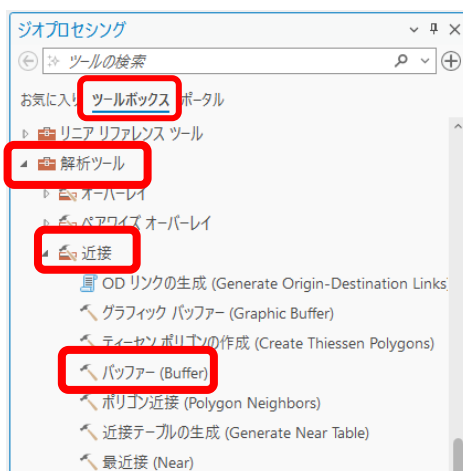 ジオプロセシング
ツールの検索
お気に入り ツールボックス ポータル
リニア リファレンス ツール
解析ツール
オーバーレイ
ペアワイズ オーバーレイ
近接
OD リンクの生成 (Generate Origin-Destination Links
グラフィック バッファー (Graphic Buffer)
ティーセン ポリゴンの作成 (Create Thiessen Polygons)
バッファー (Buffer)
ポリゴン近接 (Polygon Neighbors)
近接テーブルの生成 (Generate Near Table)
最近接 (Near)